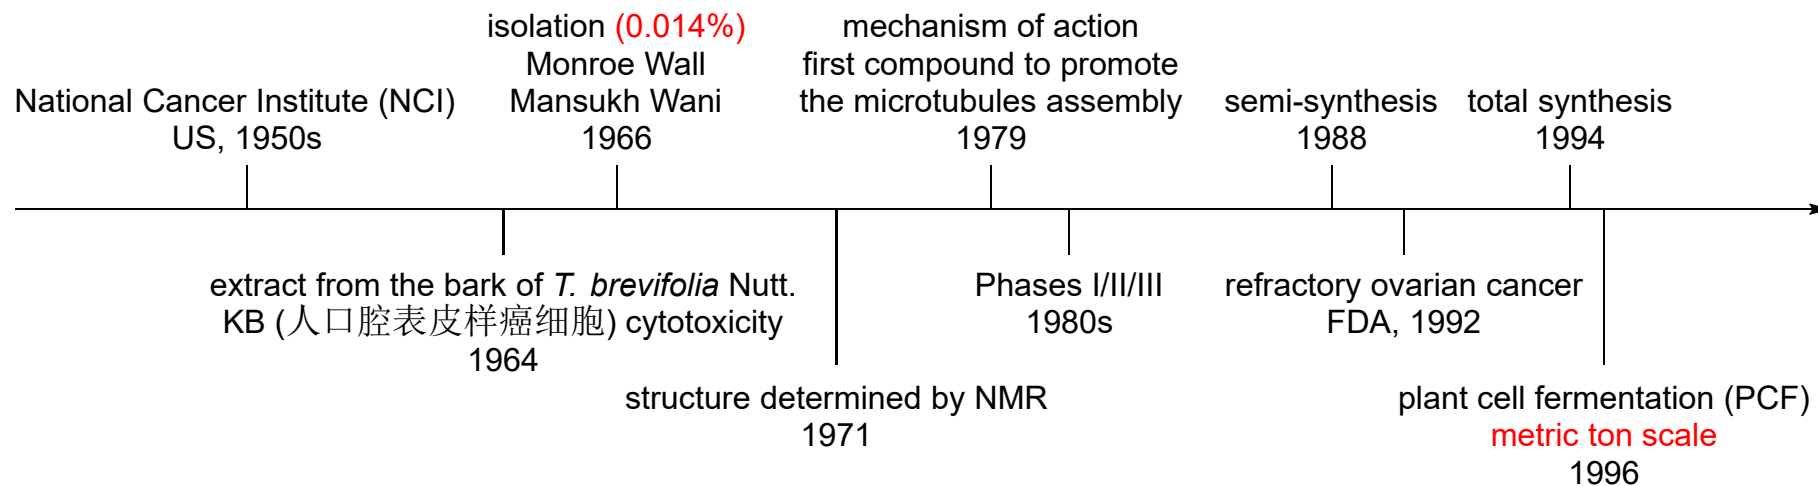 National Cancer Institute (NCI)
US, 1950s
isolation (0.014%)
Monroe Wall
Mansukh Wani
1966
mechanism of action
first compound to promote
the microtubules assembly
1979
semi-synthesis
1988
total synthesis
1994
extract from the bark of T. brevifolia Nutt.
KB (人口腔表皮样癌细胞) cytotoxicity
1964
structure determined by NMR
1971
Phases I/II/III
1980s
refractory ovarian cancer
FDA, 1992
plant cell fermentation (PCF)
metric ton scale
1996